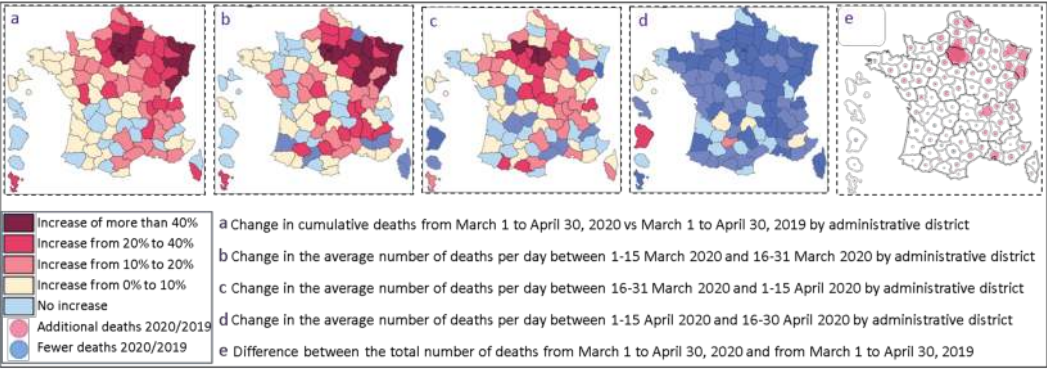 a
b
c
d
e
Increase of more than 40%
Increase from 20% to 40%
Increase from 10% to 20%
Increase from 0% to 10%
No increase
Additional deaths 2020/2019
Fewer deaths 2020/2019
a Change in cumulative deaths from March 1 to April 30, 2020 vs March 1 to April 30, 2019 by administrative district
b Change in the average number of deaths per day between 1-15 March 2020 and 16-31 March 2020 by administrative district
c Change in the average number of deaths per day between 16-31 March 2020 and 1-15 April 2020 by administrative district
d Change in the average number of deaths per day between 1-15 April 2020 and 16-30 April 2020 by administrative district
e Difference between the total number of deaths from March 1 to April 30, 2020 and from March 1 to April 30, 2019